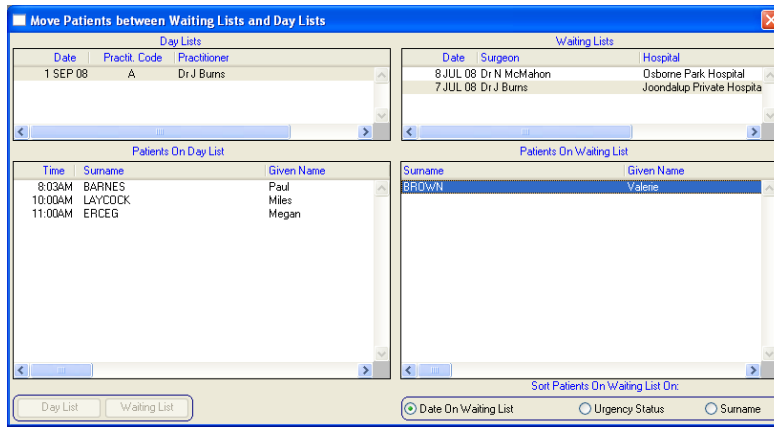 Move Patients between Waiting Lists and Day Lists
Day Lists
Date Practit. Code Practitioner
1 SEP 08 A Dr J Burns
Waiting Lists
Date Surgeon Hospital
8 JUL 08 Dr N McMahon Osborne Park Hospital
7 JUL 08 Dr J Burns Joondalup Private Hospita
Patients On Day List
Time Surname Given Name
8:03AM BARNES Paul
10:00AM LAYCOCK Miles
11:00AM ERCEG Megan
Patients On Waiting List
Surname Given Name
BROWN Valerie
Sort Patients On Waiting List On:
Day List Waiting List
Date On Waiting List Urgency Status Surname